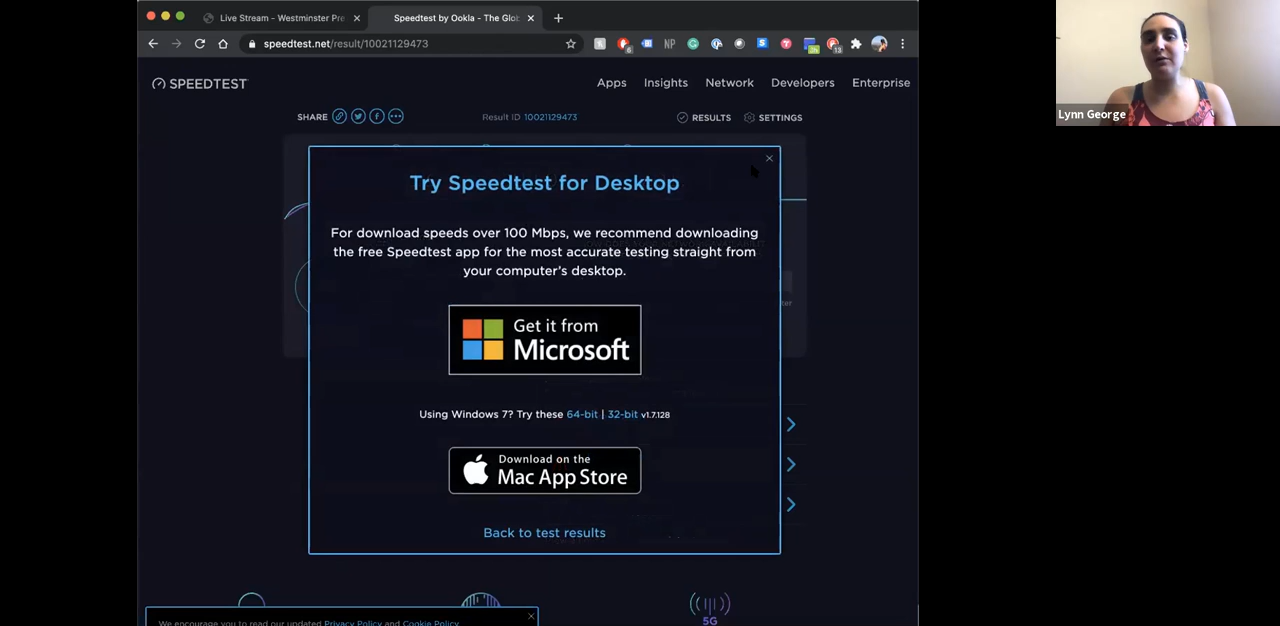 Live Stream - Westminster Pre
Speedtest by Ookla - The Glob
speedtest.net/result/10021129473
NP
SPEEDTEST
Apps
Insights
Network
Developers
Enterprise
SHARE
Result ID 10021129473
RESULTS
SETTINGS
Try Speedtest for Desktop
For download speeds over 100 Mbps, we recommend downloading
the free Speedtest app for the most accurate testing straight from
your computer's desktop.
Get it from
Microsoft
Using Windows 7? Try these 64-bit | 32-bit v1.7.128
Download on the
Mac App Store
Back to test results
5G
We encourage you to read our updated Privacy Policy and Cookie Policy.
Lynn George